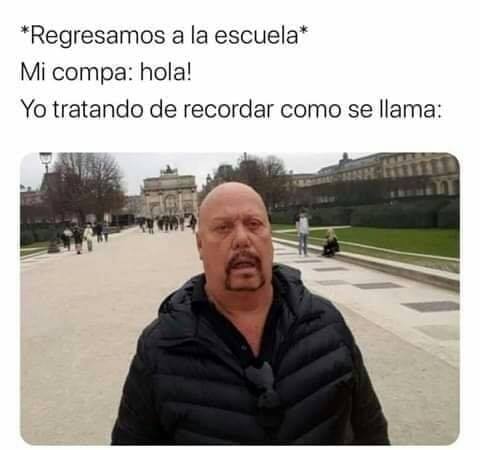 *Regresamos a la escuela*
Mi compa: hola!
Yo tratando de recordar como se llama: